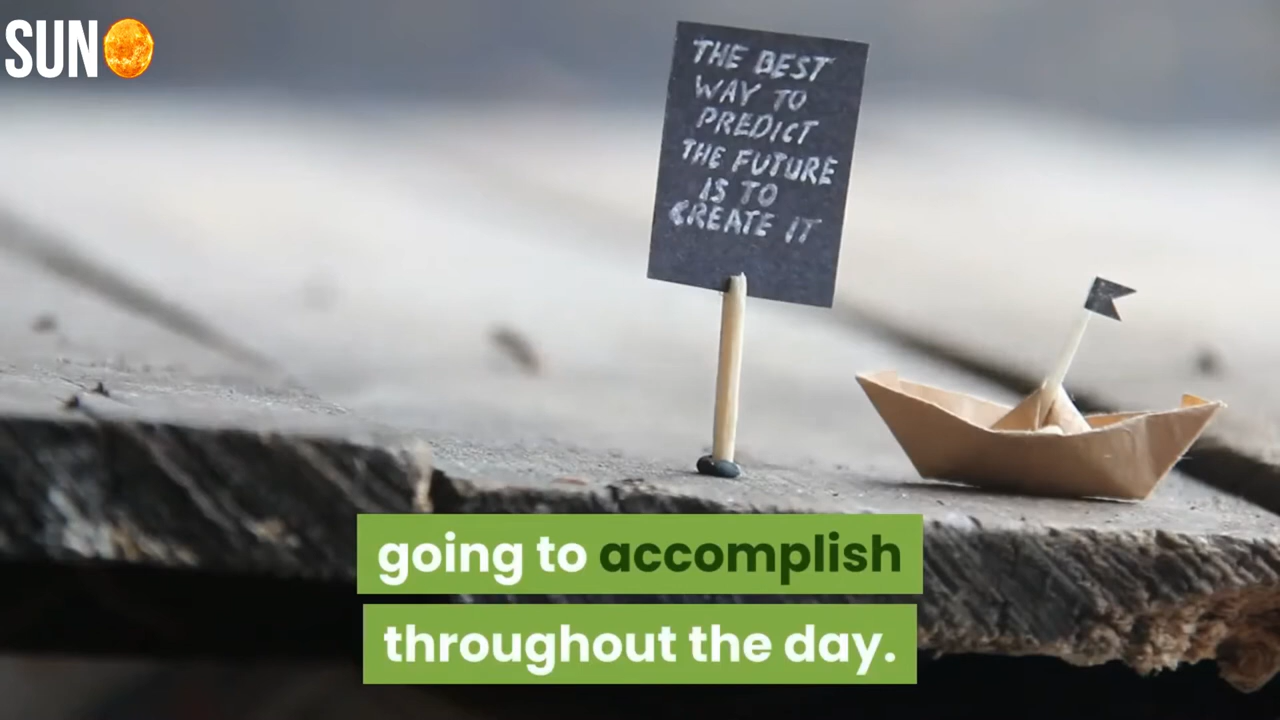 SUN
THE BEST
WAY TO
PREDICT
THE FUTURE
IS TO
CREATE IT
going to accomplish
throughout the day.